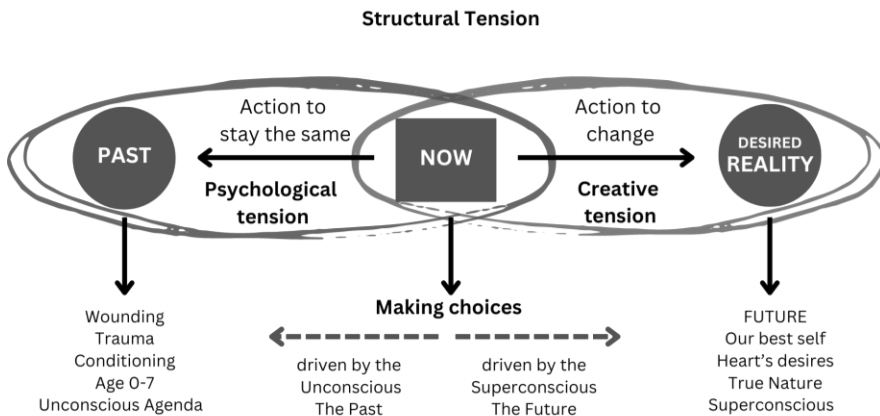 Structural Tension
Action to
stay the same
Action to
change
PAST
NOW
DESIRED
REALITY
Psychological
tension
Creative
tension
Making choices
Wounding
Trauma
Conditioning
Age 0-7
Unconscious Agenda
driven by the
Unconscious
The Past
driven by the
Superconscious
The Future
FUTURE
Our best self
Heart’s desires
True Nature
Superconscious